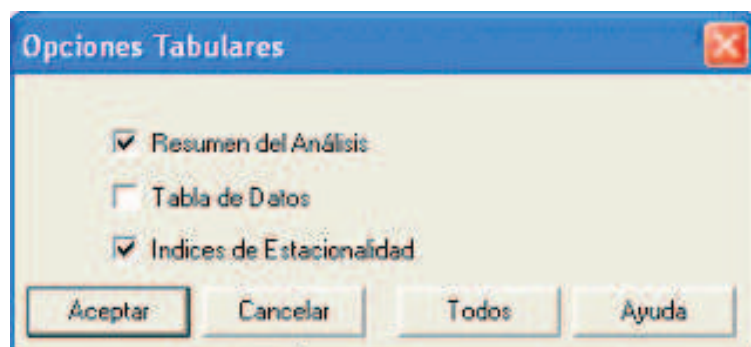 Opciones Tabulares
Resumen del Análisis
Tabla de Datos
Indices de Estacionalidad
Aceptar Cancelar Todos Ayuda